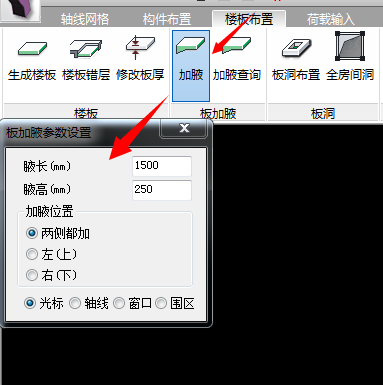 轴线网格 构件布置 楼板布置 荷载输入
生成楼板 楼板错层 修改板厚 加腋 加腋查询 板洞布置 全房间洞
楼板 板加腋 板洞
板加腋参数设置
腋长(mm) 1500
腋高(mm) 250
加腋位置
两侧都加
左(上)
右(下)
光标 轴线 窗口 围区